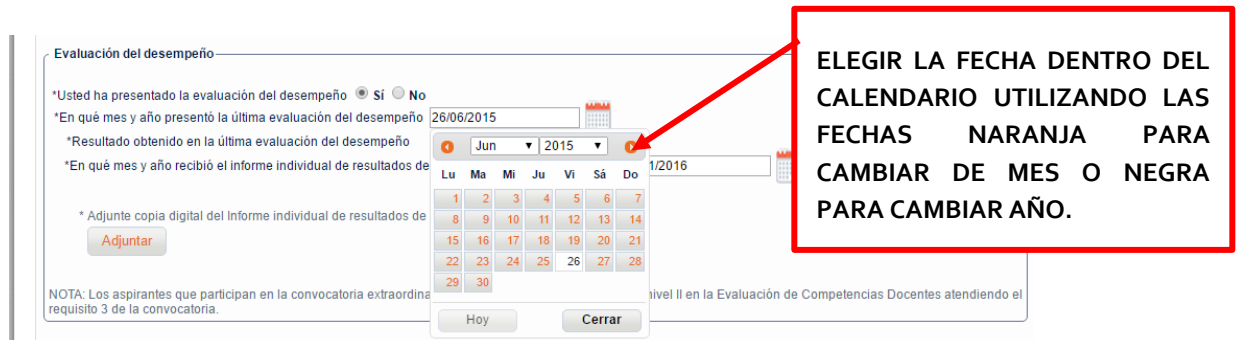 Evaluación del desempeño
*Usted ha presentado la evaluación del desempeño Sí No
*En qué mes y año presentó la última evaluación del desempeño 26/06/2015
*Resultado obtenido en la última evaluación del desempeño
*En qué mes y año recibió el informe individual de resultados de 1/2016
* Adjunte copia digital del Informe individual de resultados de
Adjuntar
Jun 2015
Lu Ma Mi Ju Vi Sá Do
1 2 3 4 5 6 7
8 9 10 11 12 13 14
15 16 17 18 19 20 21
22 23 24 25 26 27 28
29 30
Hoy Cerrar
NOTA: Los aspirantes que participan en la convocatoria extraordina nivel II en la Evaluación de Competencias Docentes atendiendo el
requisito 3 de la convocatoria.
ELEGIR LA FECHA DENTRO DEL
CALENDARIO UTILIZANDO LAS
FECHAS NARANJA PARA
CAMBIAR DE MES O NEGRA
PARA CAMBIAR AÑO.